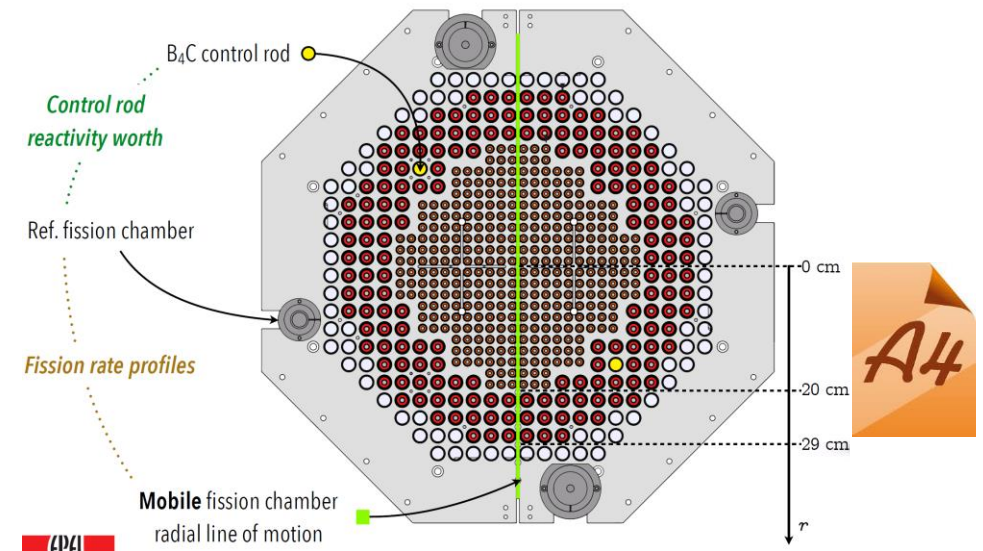 B₄C control rod
Control rod
reactivity worth
Ref. fission chamber
0 cm
A4
Fission rate profiles
20 cm
29 cm
Mobile fission chamber
radial line of motion
r